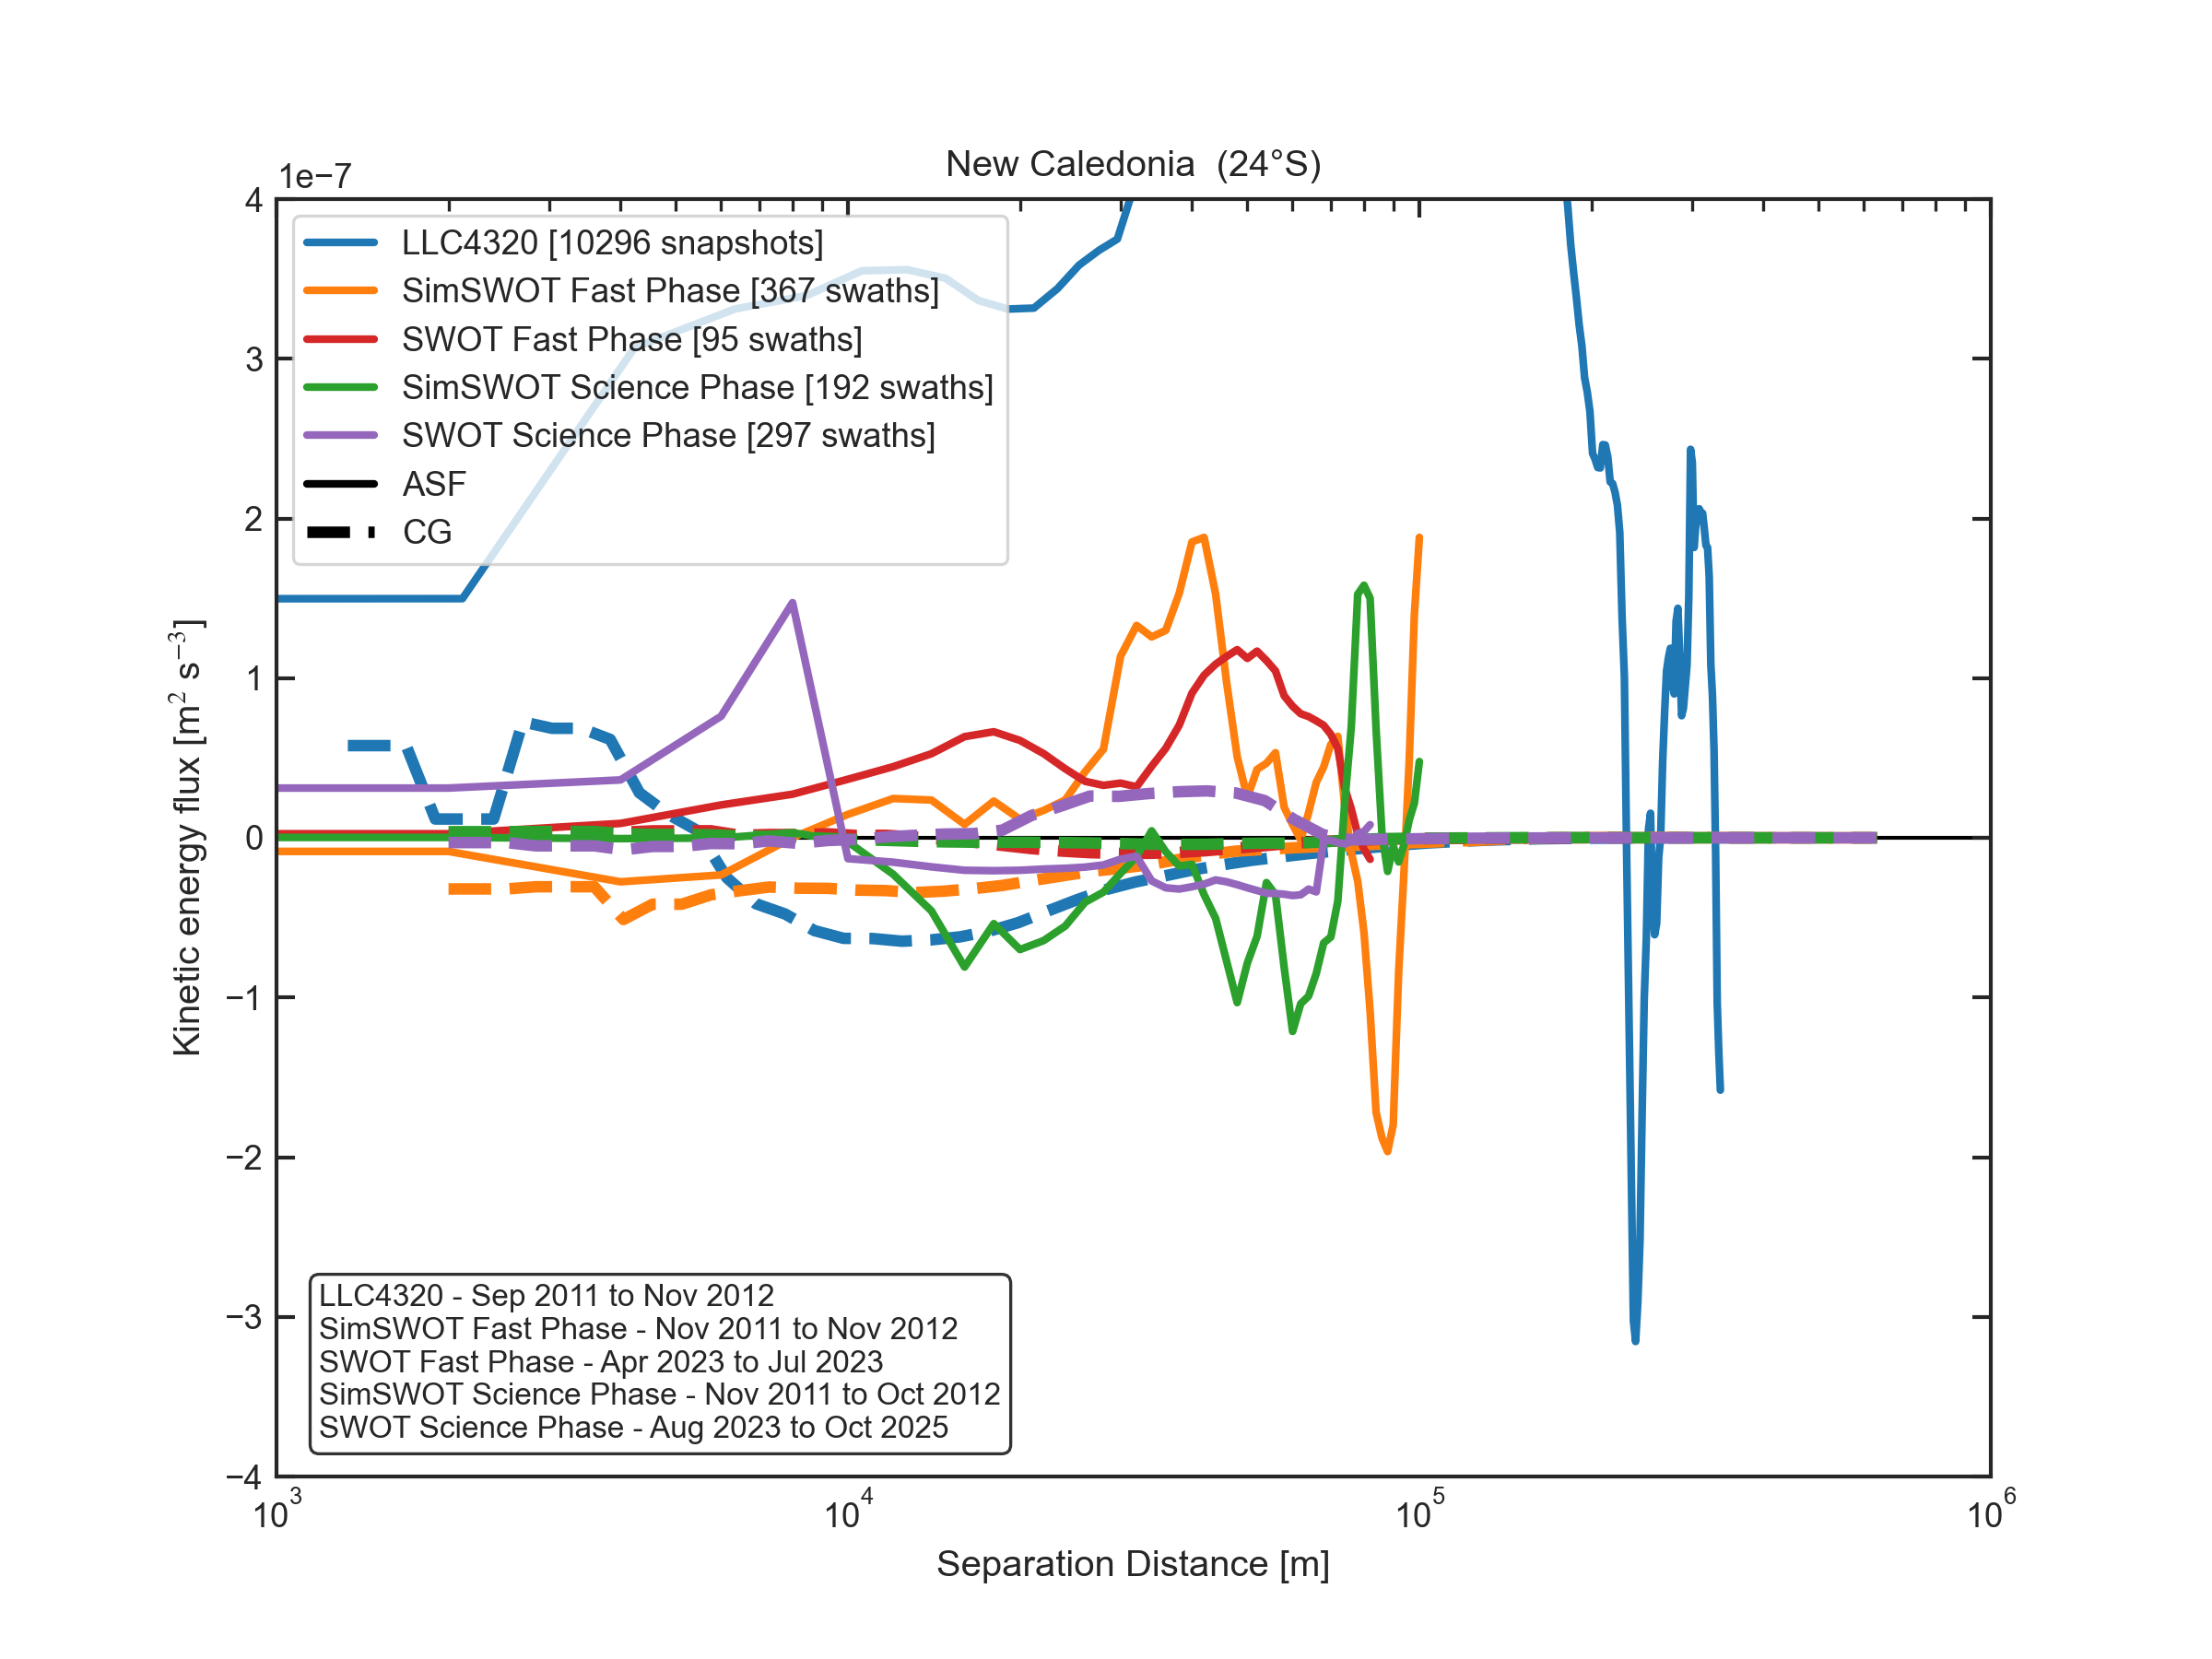 New Caledonia (24°S)
1e−7
4
3
2
1
0
−1
−2
−3
−4
Kinetic energy flux [m² s⁻³]
LLC4320 [10296 snapshots]
SimSWOT Fast Phase [367 swaths]
SWOT Fast Phase [95 swaths]
SimSWOT Science Phase [192 swaths]
SWOT Science Phase [297 swaths]
ASF
CG
LLC4320 - Sep 2011 to Nov 2012
SimSWOT Fast Phase - Nov 2011 to Nov 2012
SWOT Fast Phase - Apr 2023 to Jul 2023
SimSWOT Science Phase - Nov 2011 to Oct 2012
SWOT Science Phase - Aug 2023 to Oct 2025
10³ 10⁴ 10⁵ 10⁶
Separation Distance [m]